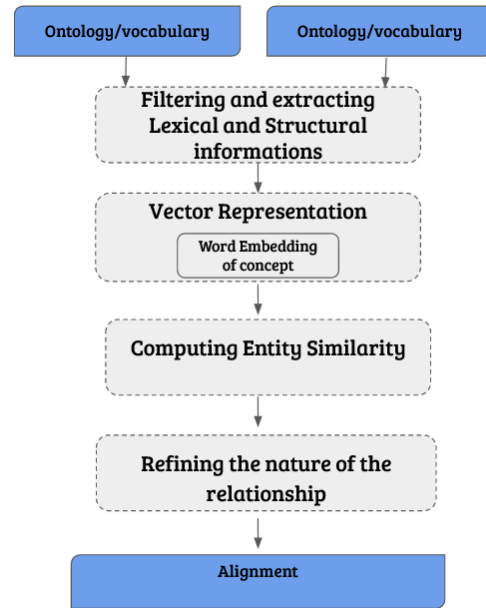 Ontology/vocabulary
Ontology/vocabulary
Filtering and extracting
Lexical and Structural
informations
Vector Representation
Word Embedding
of concept
Computing Entity Similarity
Refining the nature of the
relationship
Alignment